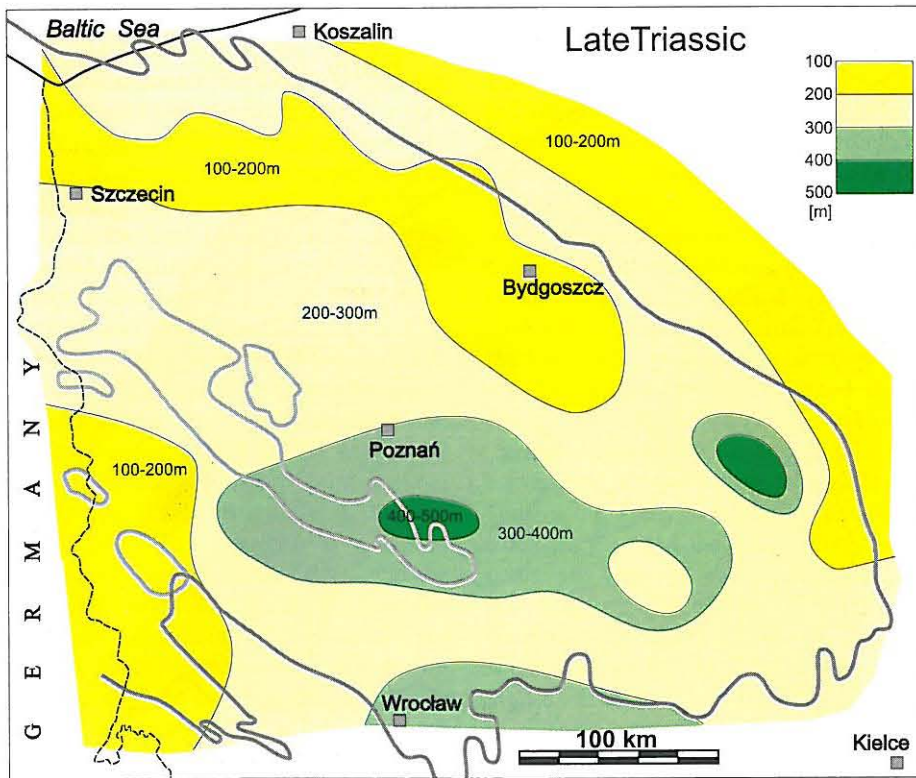 Baltic Sea
Koszalin
LateTriassic
100
200
300
400
500
[m]
100-200m
100-200m
Szczecin
Bydgoszcz
200-300m
Poznań
100-200m
400-500m
300-400m
Wrocław
100 km
Kielce
GERMANY